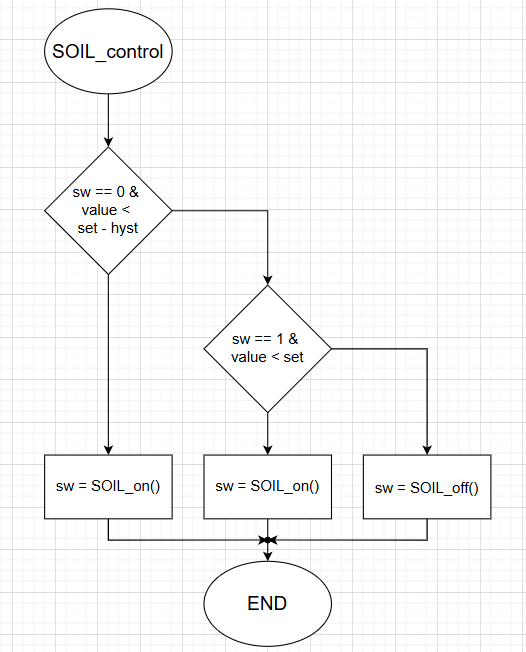 SOIL_control
sw == 0 &
value <
set - hyst
sw == 1 &
value < set
sw = SOIL_on()
sw = SOIL_on()
sw = SOIL_off()
END